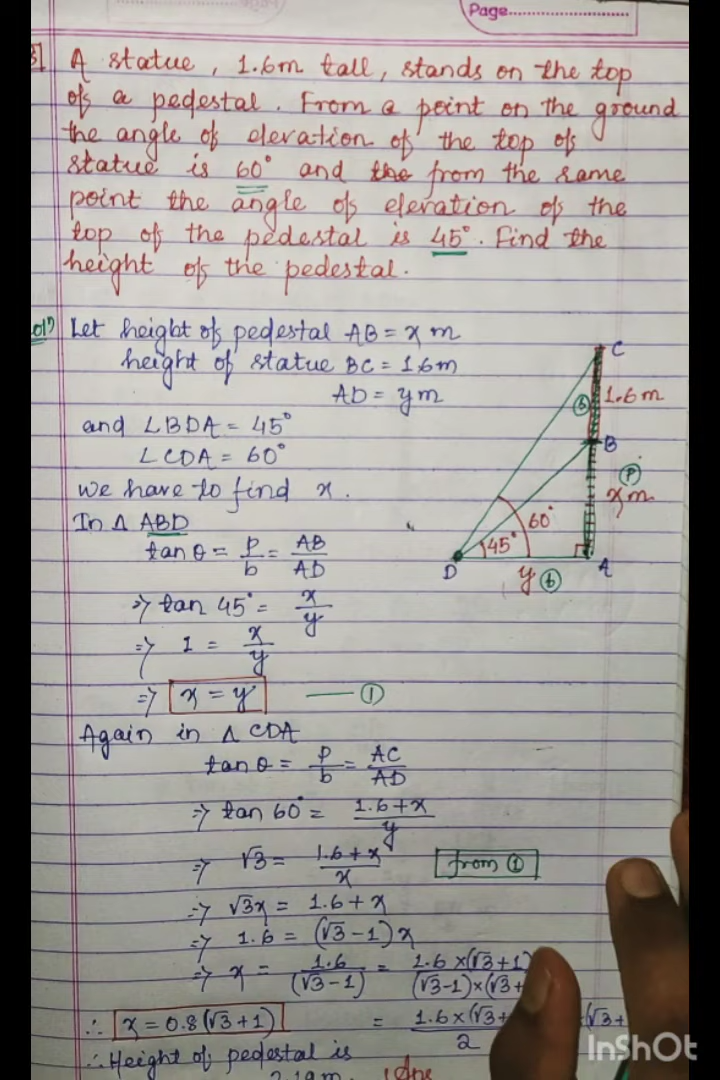 Page..............................
A statue, 1.6m tall, stands on the top
of a pedestal. From a point on the ground
the angle of elevation of the top of
statue is 60° and the from the same
point the angle of elevation of the
top of the pedestal is 45°. Find the
height of the pedestal.
Let height of pedestal AB = x m
height of statue BC = 1.6m
AD = y m
and ∠BDA = 45°
∠CDA = 60°
we have to find x.
In Δ ABD
tan θ = p/b = AB/AD
⇒ tan 45° = x/y
⇒ 1 = x/y
⇒ x = y —— ①
Again in Δ CDA
tan θ = p/b = AC/AD
⇒ tan 60° = 1.6+x/y
⇒ √3 = 1.6+x/x from ①
⇒ √3x = 1.6 + x
⇒ 1.6 = (√3-1) x
⇒ x = 1.6/(√3-1) = 1.6×(√3+1)/(√3-1)×(√3+
∴ x = 0.8(√3+1) = 1.6×(√3+/2
∴ Height of pedestal is
Ans
C
S 1.6m
B
P
x m
60°
45°
D y b A
InShOt